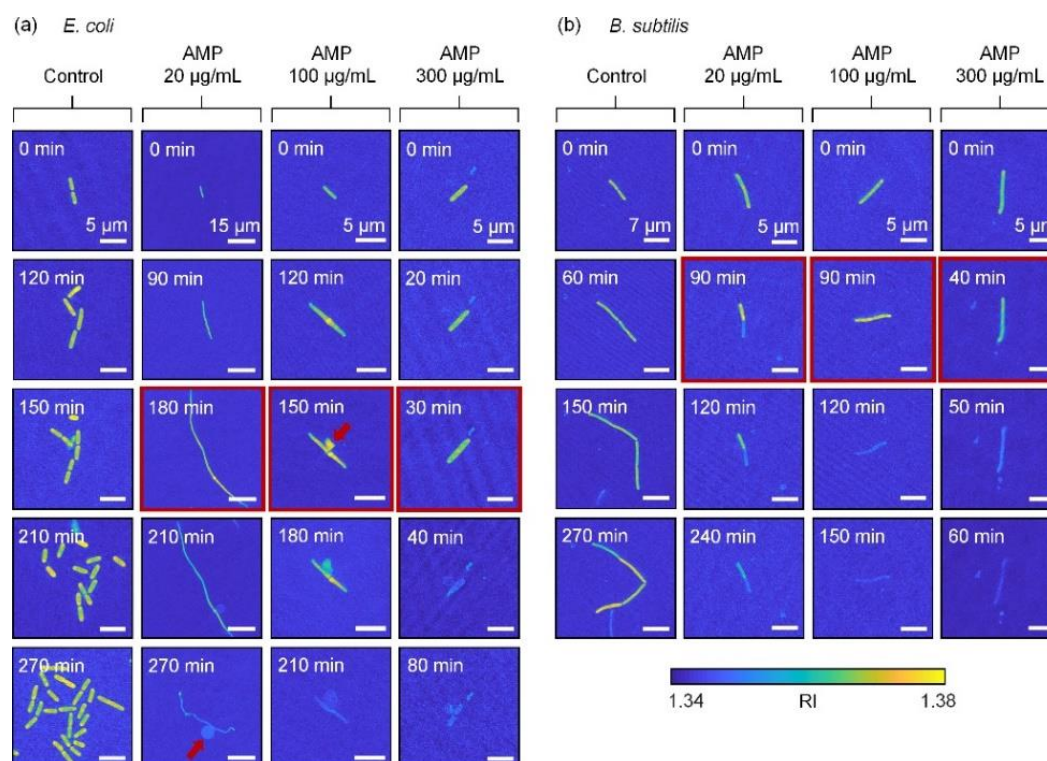 (a) E. coli
Control
AMP
20 µg/mL
AMP
100 µg/mL
AMP
300 µg/mL
0 min
5 µm
0 min
15 µm
0 min
5 µm
0 min
5 µm
120 min
90 min
120 min
20 min
150 min
180 min
150 min
30 min
210 min
210 min
180 min
40 min
270 min
270 min
210 min
80 min
(b) B. subtilis
Control
AMP
20 µg/mL
AMP
100 µg/mL
AMP
300 µg/mL
0 min
7 µm
0 min
5 µm
0 min
5 µm
0 min
5 µm
60 min
90 min
90 min
40 min
150 min
120 min
120 min
50 min
270 min
240 min
150 min
60 min
1.34
RI
1.38